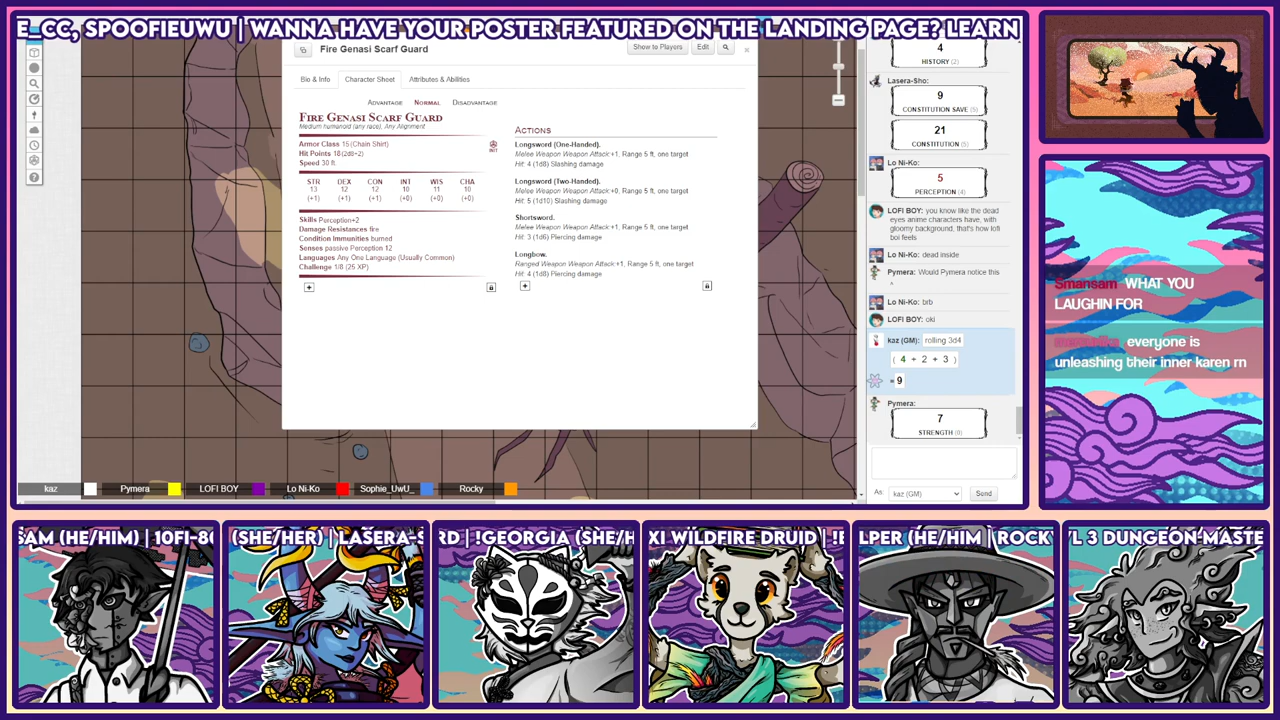 E_CC, SPOOFIEUWU | WANNA HAVE YOUR POSTER FEATURED ON THE LANDING PAGE? LEARN
Fire Genasi Scarf Guard
Show to Players
Edit
Bio & Info
Character Sheet
Attributes & Abilities
ADVANTAGE
NORMAL
DISADVANTAGE
FIRE GENASI SCARF GUARD
Medium humanoid (any race), Any Alignment
Armor Class 15 (Chain Shirt)
Hit Points 18 (2d8+2)
Speed 30 ft
INIT
STR DEX CON INT WIS CHA
13 12 12 10 11 10
(+1) (+1) (+1) (+0) (+0) (+0)
Skills Perception+2
Damage Resistances fire
Condition Immunities burned
Senses passive Perception 12
Languages Any One Language (Usually Common)
Challenge 1/8 (25 XP)
ACTIONS
Longsword (One-Handed).
Melee Weapon Weapon Attack:+1, Range 5 ft, one target
Hit: 4 (1d8) Slashing damage
Longsword (Two-Handed).
Melee Weapon Weapon Attack:+0, Range 5 ft, one target
Hit: 5 (1d10) Slashing damage
Shortsword.
Melee Weapon Weapon Attack:+1, Range 5 ft, one target
Hit: 3 (1d6) Piercing damage
Longbow.
Ranged Weapon Weapon Attack:+1, Range 5 ft, one target
Hit: 4 (1d8) Piercing damage
4
HISTORY (2)
Lasera-Sho:
9
CONSTITUTION SAVE (5)
21
CONSTITUTION (5)
Lo Ni-Ko:
5
PERCEPTION (4)
LOFI BOY: you know like the dead
eyes anime characters have, with
gloomy background, that's how lofi
boi feels
Lo Ni-Ko: dead inside
Pymera: Would Pymera notice this
^
Lo Ni-Ko: brb
LOFI BOY: oki
kaz (GM): rolling 3d4
( 4 + 2 + 3 )
= 9
Pymera:
7
STRENGTH (0)
As: kaz (GM)
Send
kaz
Pymera
LOFI BOY
Lo Ni-Ko
Sophie_UwU_
Rocky
Smansam WHAT YOU
LAUGHIN FOR
everyone is
unleashing their inner karen rn
SAM (HE/HIM) | 10FI-80
(SHE/HER) | LASERA-S
RD | !GEORGIA (SHE/H
XI WILDFIRE DRUID | !E
LPER (HE/HIM | ROCKY
VL 3 DUNGEON-MASTE